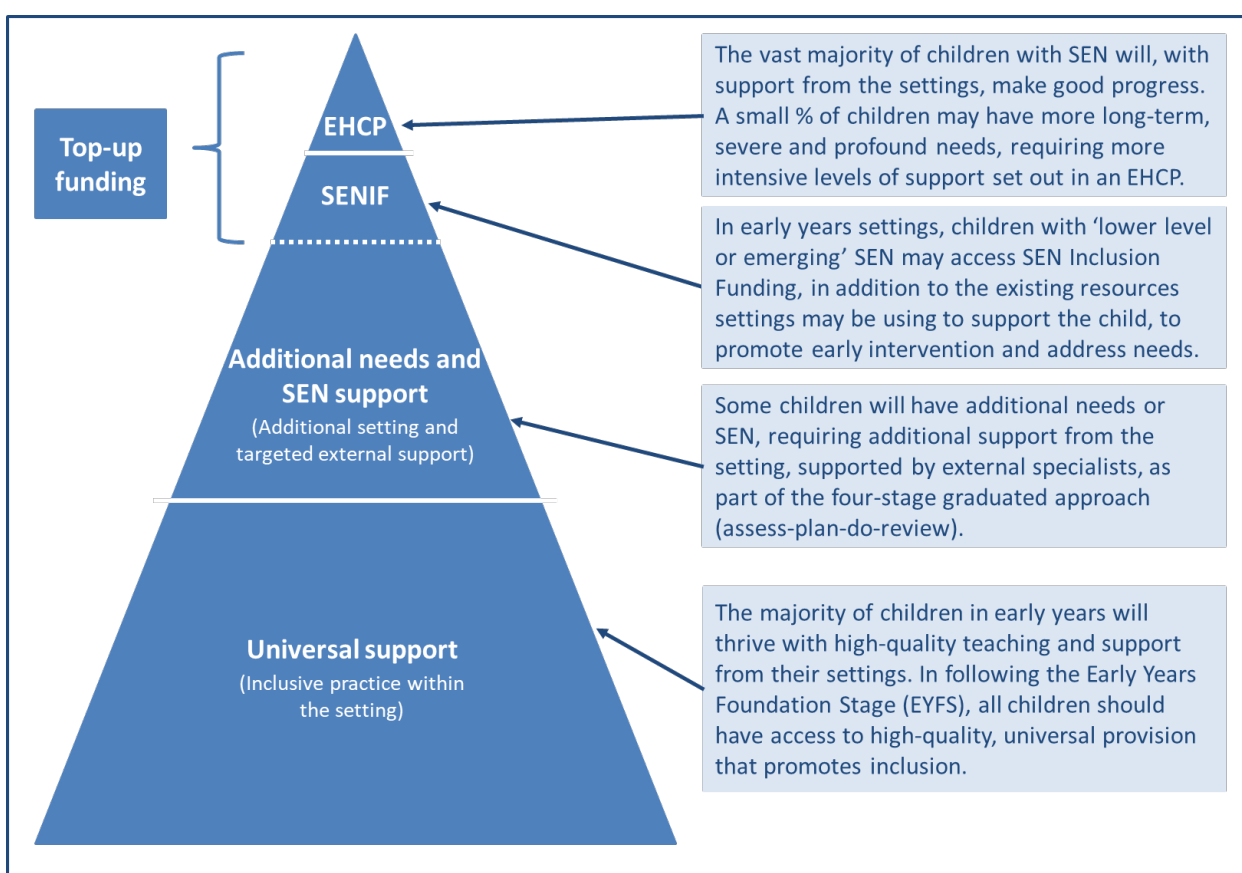 Top-up
funding
EHCP
SENIF
Additional needs and
SEN support
(Additional setting and
targeted external support)
Universal support
(Inclusive practice within
the setting)
The vast majority of children with SEN will, with
support from the settings, make good progress.
A small % of children may have more long-term,
severe and profound needs, requiring more
intensive levels of support set out in an EHCP.
In early years settings, children with ‘lower level
or emerging’ SEN may access SEN Inclusion
Funding, in addition to the existing resources
settings may be using to support the child, to
promote early intervention and address needs.
Some children will have additional needs or
SEN, requiring additional support from the
setting, supported by external specialists, as
part of the four-stage graduated approach
(assess-plan-do-review).
The majority of children in early years will
thrive with high-quality teaching and support
from their settings. In following the Early Years
Foundation Stage (EYFS), all children should
have access to high-quality, universal provision
that promotes inclusion.